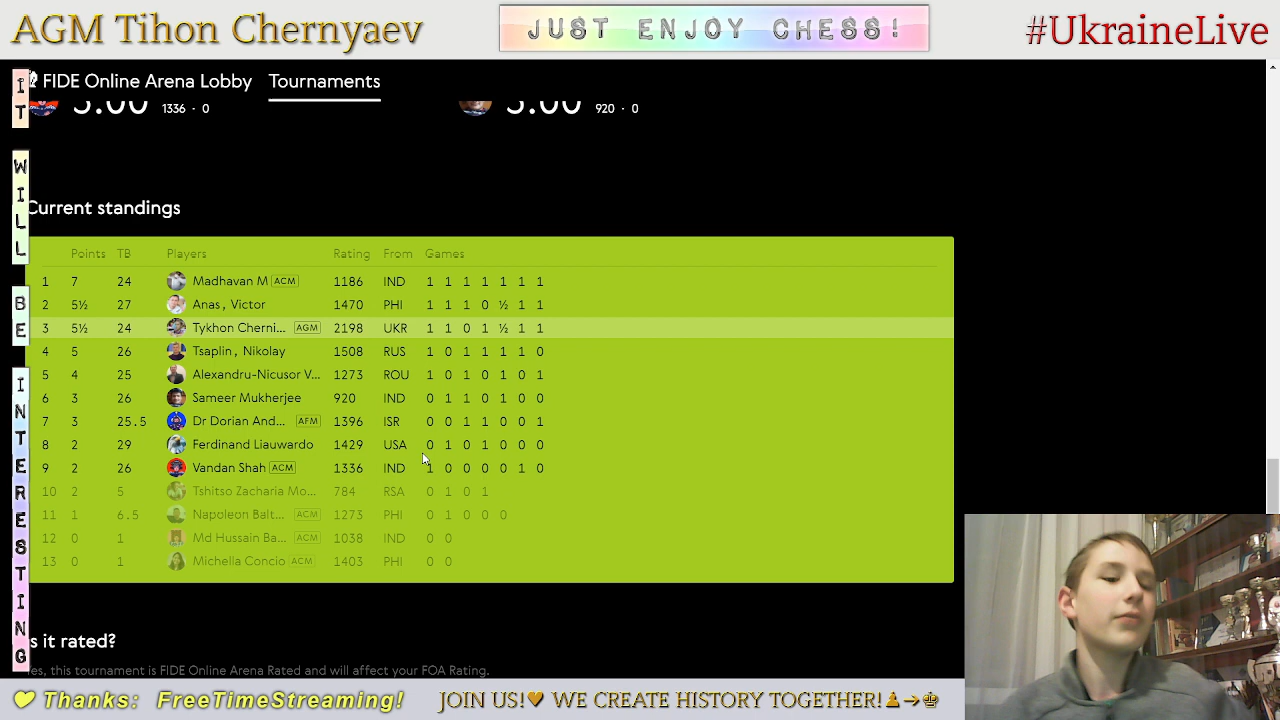 AGM Tihon Chernyaev
JUST ENJOY CHESS!
#UkraineLive
IT WILL BE INTERESTING
FIDE Online Arena Lobby Tournaments
1336 · 0
920 · 0
Current standings
Points TB Players Rating From Games
1 7 24 Madhavan M ACM 1186 IND 1 1 1 1 1 1 1
2 5½ 27 Anas, Victor 1470 PHI 1 1 1 0 ½ 1 1
3 5½ 24 Tykhon Cherni... AGM 2198 UKR 1 1 0 1 ½ 1 1
4 5 26 Tsaplin, Nikolay 1508 RUS 1 0 1 1 1 1 0
5 4 25 Alexandru-Nicusor V... 1273 ROU 1 0 1 0 1 0 1
6 3 26 Sameer Mukherjee 920 IND 0 1 1 0 1 0 0
7 3 25.5 Dr Dorian And... AFM 1396 ISR 0 0 1 1 0 0 1
8 2 29 Ferdinand Liauwardo 1429 USA 0 1 0 1 0 0 0
9 2 26 Vandan Shah ACM 1336 IND 1 0 0 0 0 1 0
10 2 5 Tshitso Zacharia Mo... 784 RSA 0 1 0 1
11 1 6.5 Napoleon Balt... ACM 1273 PHI 0 1 0 0 0
12 0 1 Md Hussain Ba... ACM 1038 IND 0 0
13 0 1 Michella Concio ACM 1403 PHI 0 0
s it rated?
es, this tournament is FIDE Online Arena Rated and will affect your FOA Rating.
Thanks: FreeTimeStreaming!
JOIN US!♥ WE CREATE HISTORY TOGETHER!♟→♚